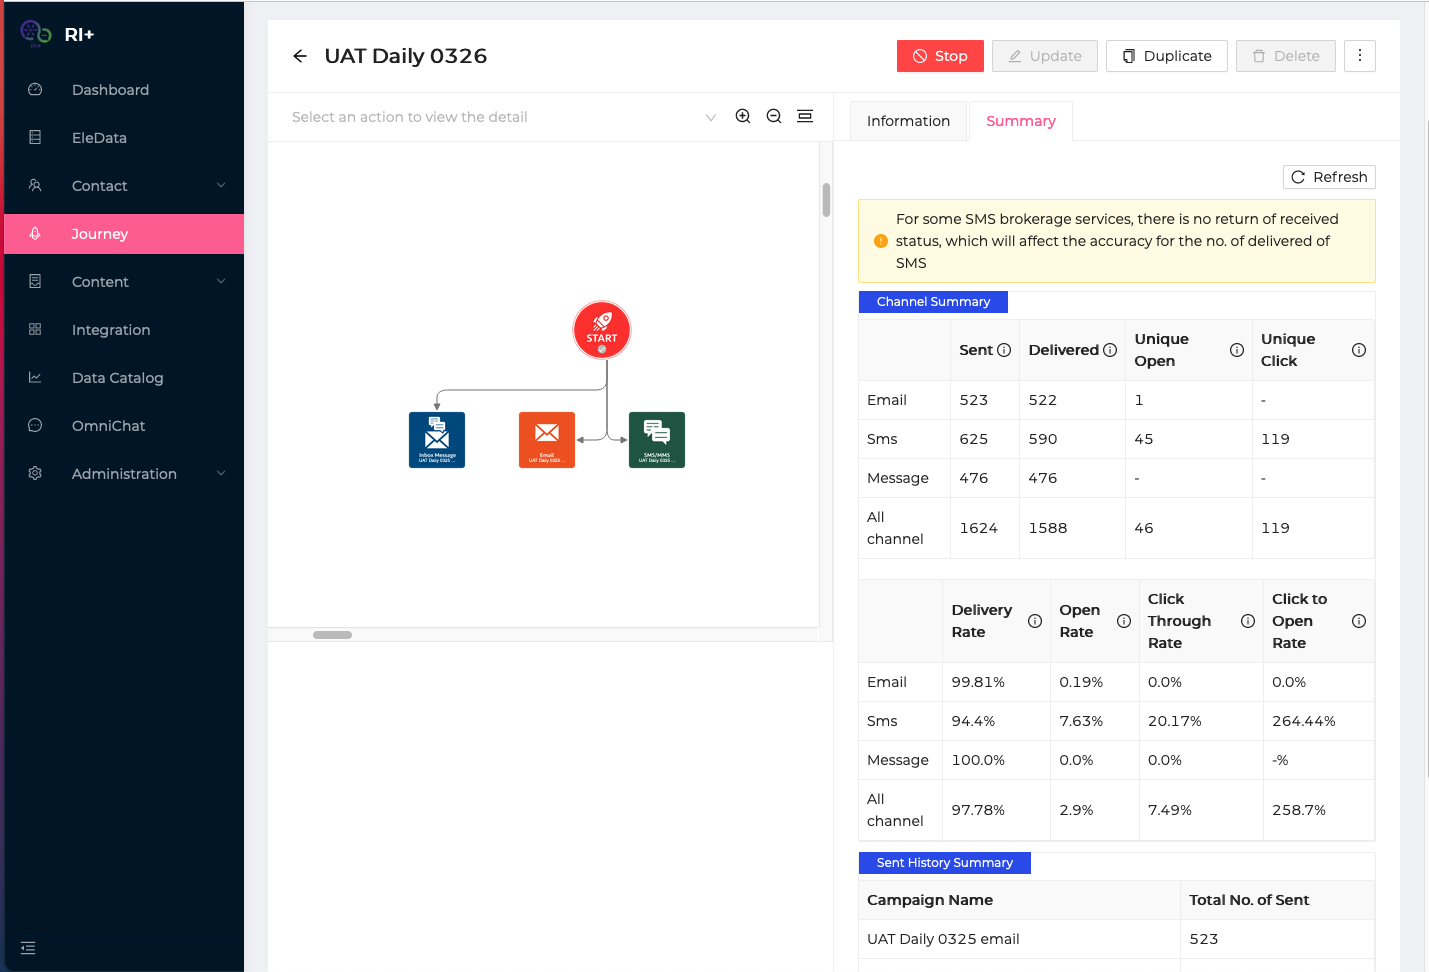 RI+
RI+
Dashboard
EleData
Contact
Journey
Content
Integration
Data Catalog
OmniChat
Administration
UAT Daily 0326
Stop
Update
Duplicate
Delete
Select an action to view the detail
START
Inbox Message
UAT Daily 0325 ...
Email
UAT Daily 0325 ...
SMS/MMS
UAT Daily 0325 ...
Information
Summary
Refresh
For some SMS brokerage services, there is no return of received
status, which will affect the accuracy for the no. of delivered of
SMS
Channel Summary
Sent Delivered Unique Open Unique Click
Email 523 522 1 -
Sms 625 590 45 119
Message 476 476 - -
All channel 1624 1588 46 119
Delivery Rate Open Rate Click Through Rate Click to Open Rate
Email 99.81% 0.19% 0.0% 0.0%
Sms 94.4% 7.63% 20.17% 264.44%
Message 100.0% 0.0% 0.0% -%
All channel 97.78% 2.9% 7.49% 258.7%
Sent History Summary
Campaign Name Total No. of Sent
UAT Daily 0325 email 523